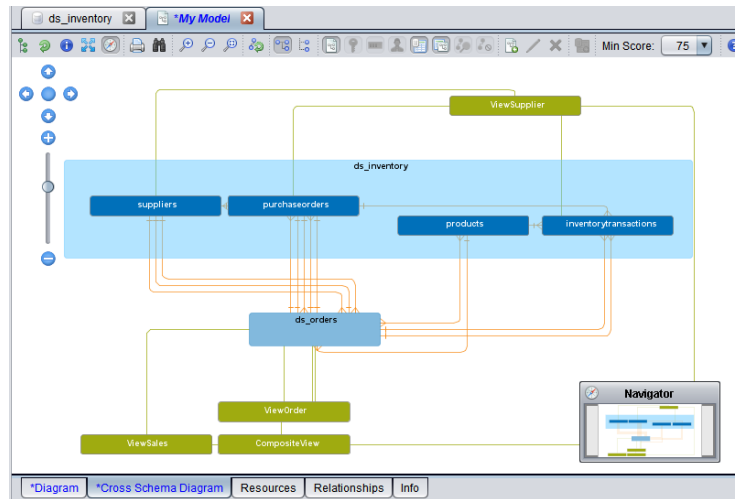 ds_inventory
*My Model
Min Score:
75
ViewSupplier
ds_inventory
suppliers
purchaseorders
products
inventorytransactions
ds_orders
ViewOrder
ViewSales
CompositeView
Navigator
*Diagram
*Cross Schema Diagram
Resources
Relationships
Info